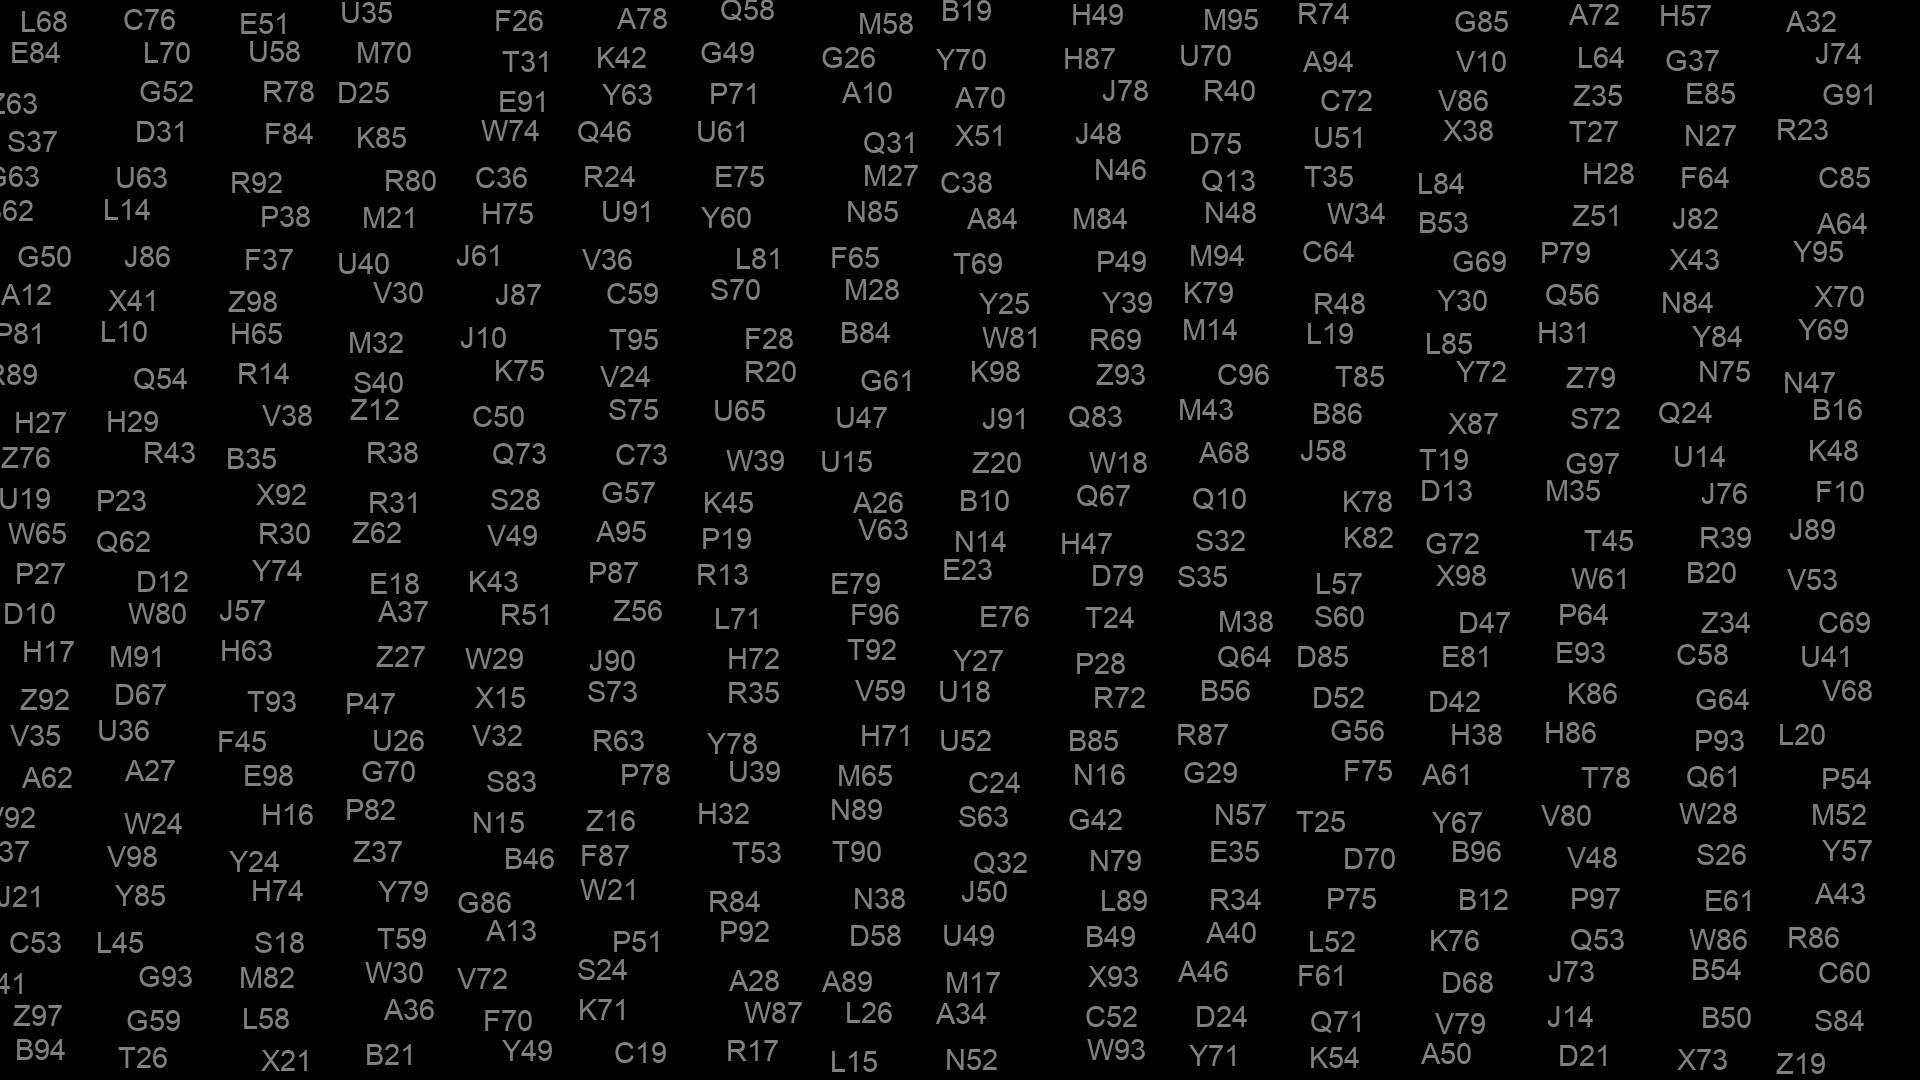 L68 C76 E51 U35 F26 A78 Q58 M58 B19 H49 M95 R74 G85 A72 H57 A32
E84 L70 U58 M70 T31 K42 G49 G26 Y70 H87 U70 A94 V10 L64 G37 J74
Z63 G52 R78 D25 E91 Y63 P71 A10 A70 J78 R40 C72 V86 Z35 E85 G91
S37 D31 F84 K85 W74 Q46 U61 Q31 X51 J48 D75 U51 X38 T27 N27 R23
G63 U63 R92 R80 C36 R24 E75 M27 C38 N46 Q13 T35 L84 H28 F64 C85
62 L14 P38 M21 H75 U91 Y60 N85 A84 M84 N48 W34 B53 Z51 J82 A64
G50 J86 F37 U40 J61 V36 L81 F65 T69 P49 M94 C64 G69 P79 X43 Y95
A12 X41 Z98 V30 J87 C59 S70 M28 Y25 Y39 K79 R48 Y30 Q56 N84 X70
P81 L10 H65 M32 J10 T95 F28 B84 W81 R69 M14 L19 L85 H31 Y84 Y69
R89 Q54 R14 S40 K75 V24 R20 G61 K98 Z93 C96 T85 Y72 Z79 N75 N47
H27 H29 V38 Z12 C50 S75 U65 U47 J91 Q83 M43 B86 X87 S72 Q24 B16
Z76 R43 B35 R38 Q73 C73 W39 U15 Z20 W18 A68 J58 T19 G97 U14 K48
U19 P23 X92 R31 S28 G57 K45 A26 B10 Q67 Q10 K78 D13 M35 J76 F10
W65 Q62 R30 Z62 V49 A95 P19 V63 N14 H47 S32 K82 G72 T45 R39 J89
P27 D12 Y74 E18 K43 P87 R13 E79 E23 D79 S35 L57 X98 W61 B20 V53
D10 W80 J57 A37 R51 Z56 L71 F96 E76 T24 M38 S60 D47 P64 Z34 C69
H17 M91 H63 Z27 W29 J90 H72 T92 Y27 P28 Q64 D85 E81 E93 C58 U41
Z92 D67 T93 P47 X15 S73 R35 V59 U18 R72 B56 D52 D42 K86 G64 V68
V35 U36 F45 U26 V32 R63 Y78 H71 U52 B85 R87 G56 H38 H86 P93 L20
A62 A27 E98 G70 S83 P78 U39 M65 C24 N16 G29 F75 A61 T78 Q61 P54
V92 W24 H16 P82 N15 Z16 H32 N89 S63 G42 N57 T25 Y67 V80 W28 M52
37 V98 Y24 Z37 B46 F87 T53 T90 Q32 N79 E35 D70 B96 V48 S26 Y57
J21 Y85 H74 Y79 G86 W21 R84 N38 J50 L89 R34 P75 B12 P97 E61 A43
C53 L45 S18 T59 A13 P51 P92 D58 U49 B49 A40 L52 K76 Q53 W86 R86
41 G93 M82 W30 V72 S24 A28 A89 M17 X93 A46 F61 D68 J73 B54 C60
Z97 G59 L58 A36 F70 K71 W87 L26 A34 C52 D24 Q71 V79 J14 B50 S84
B94 T26 X21 B21 Y49 C19 R17 L15 N52 W93 Y71 K54 A50 D21 X73 Z19